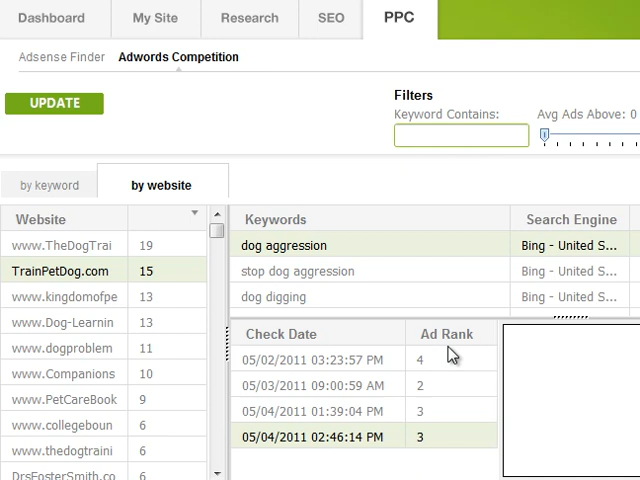 Dashboard My Site Research SEO PPC
Adsense Finder Adwords Competition
UPDATE
Filters
Keyword Contains: Avg Ads Above: 0
by keyword by website
Website
www.TheDogTrai 19
TrainPetDog.com 15
www.kingdomofpe 13
www.Dog-Learnin 13
www.dogproblem 11
www.Companions 10
www.PetCareBook 9
www.collegeboun 6
www.thedogtraini 6
DrsFosterSmith.co 6
Keywords Search Engine
dog aggression Bing - United S...
stop dog aggression Bing - United S...
dog digging Bing - United S...
Check Date Ad Rank
05/02/2011 03:23:57 PM 4
05/03/2011 09:00:59 AM 2
05/04/2011 01:39:04 PM 3
05/04/2011 02:46:14 PM 3